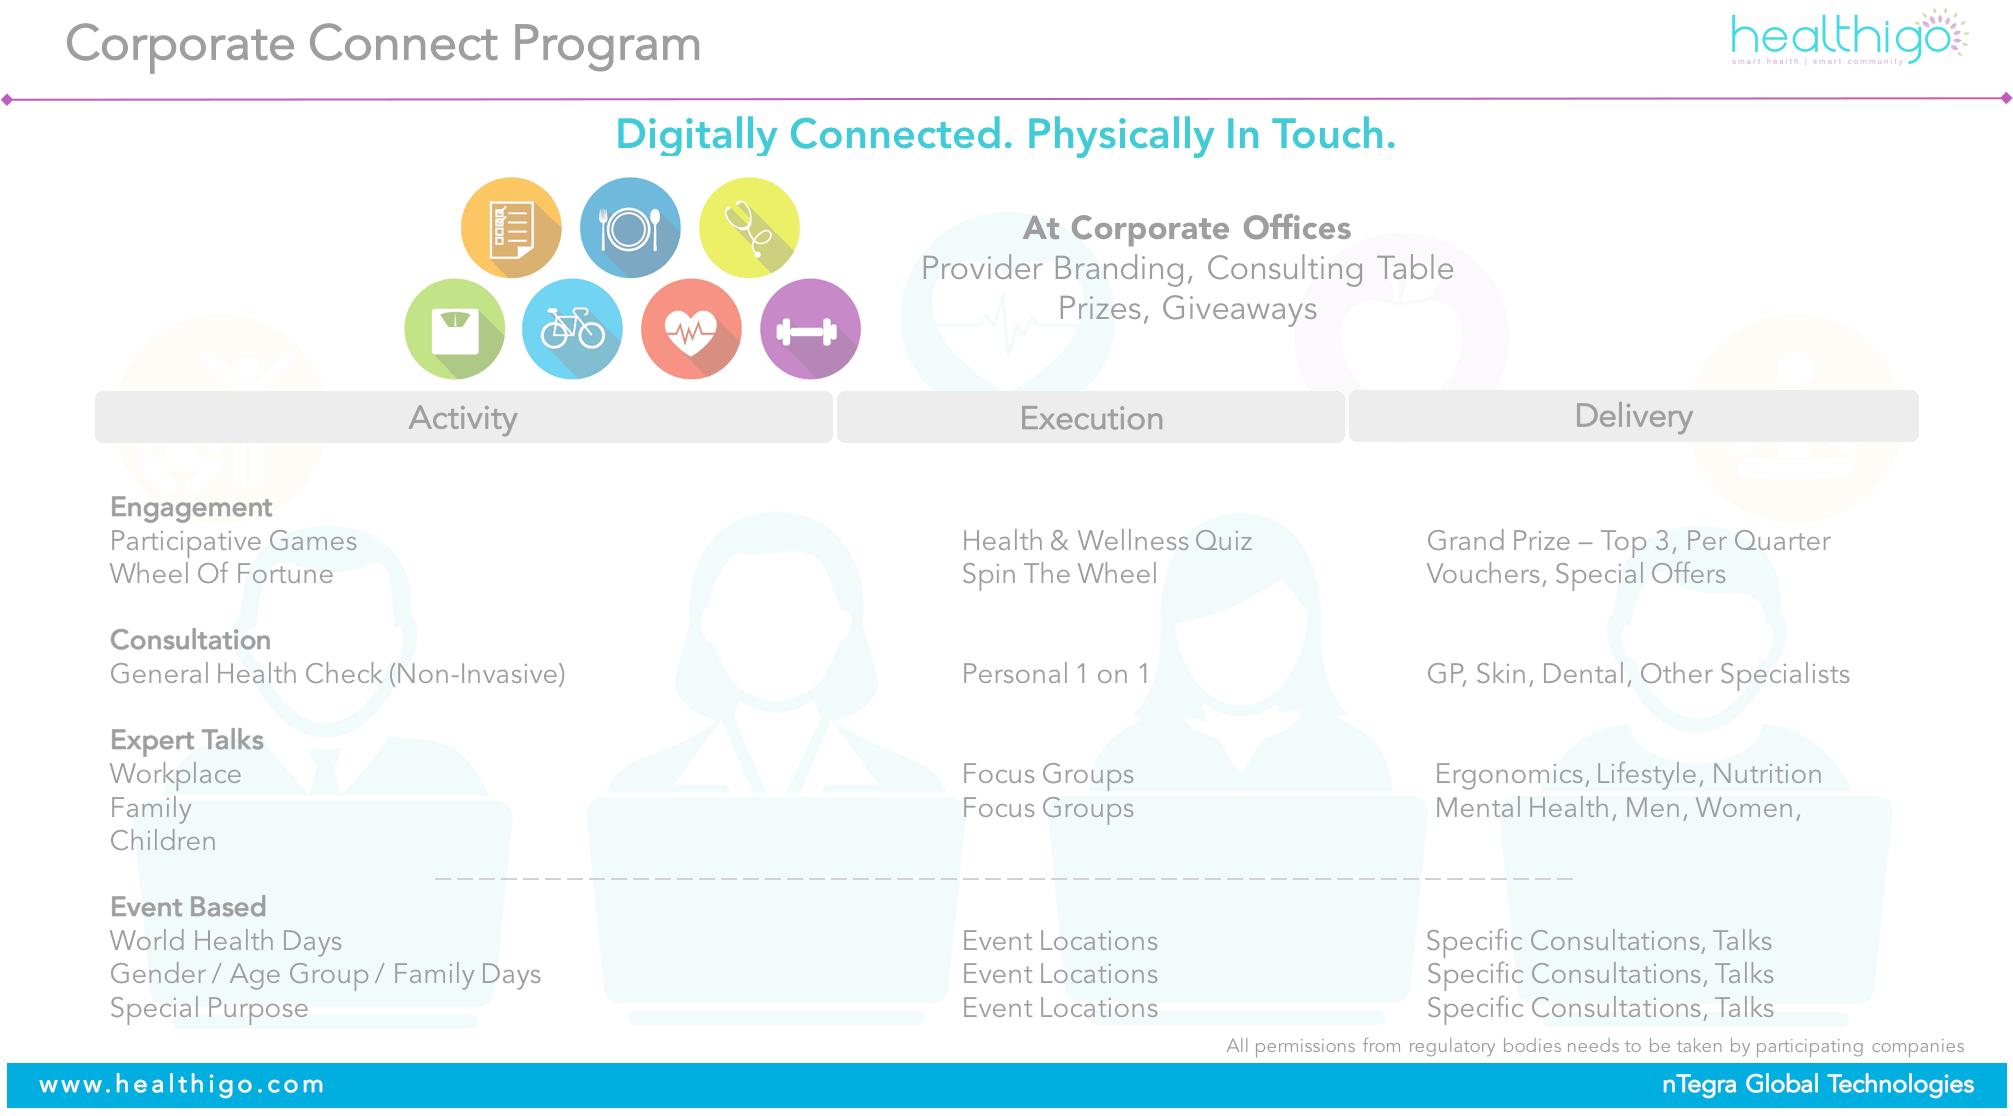 Corporate Connect Program
healthigo
smart health | smart community
Digitally Connected. Physically In Touch.
At Corporate Offices
Provider Branding, Consulting Table
Prizes, Giveaways
Activity Execution Delivery
Engagement
Participative Games Health & Wellness Quiz Grand Prize – Top 3, Per Quarter
Wheel Of Fortune Spin The Wheel Vouchers, Special Offers
Consultation
General Health Check (Non-Invasive) Personal 1 on 1 GP, Skin, Dental, Other Specialists
Expert Talks
Workplace Focus Groups Ergonomics, Lifestyle, Nutrition
Family Focus Groups Mental Health, Men, Women,
Children
Event Based
World Health Days Event Locations Specific Consultations, Talks
Gender / Age Group / Family Days Event Locations Specific Consultations, Talks
Special Purpose Event Locations Specific Consultations, Talks
All permissions from regulatory bodies needs to be taken by participating companies
www.healthigo.com nTegra Global Technologies